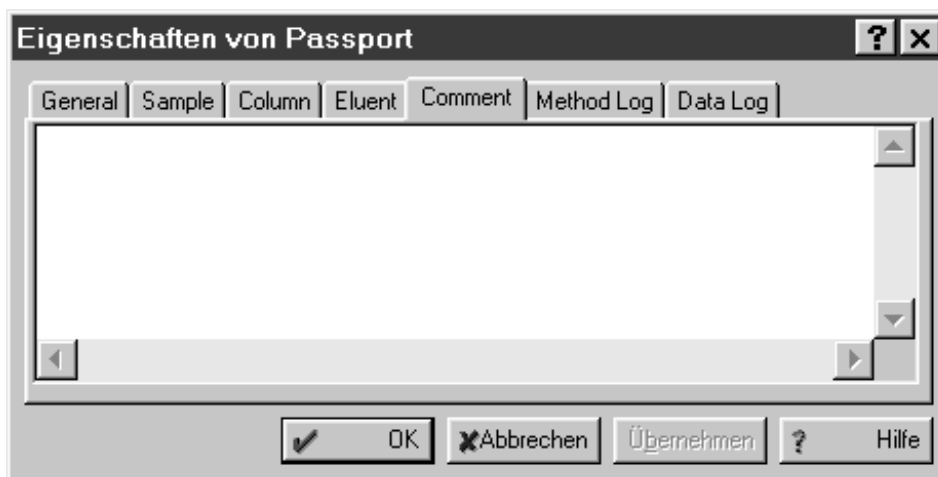 Eigenschaften von Passport ? ×
General Sample Column Eluent Comment Method Log Data Log
OK Abbrechen Übernehmen ? Hilfe